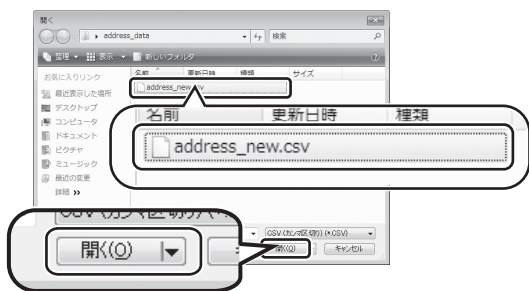 開く
address_data
検索
整理 表示 新しいフォルダ
お気に入りリンク
名前 更新日時 種類 サイズ
address_new.csv
最近表示した場所
デスクトップ
コンピュータ
ドキュメント
ピクチャ
ミュージック
最近の変更
詳細 »
名前 更新日時 種類
address_new.csv
CSV (カンマ区切り) (*.CSV)
開く(O) キャンセル
開く(O)